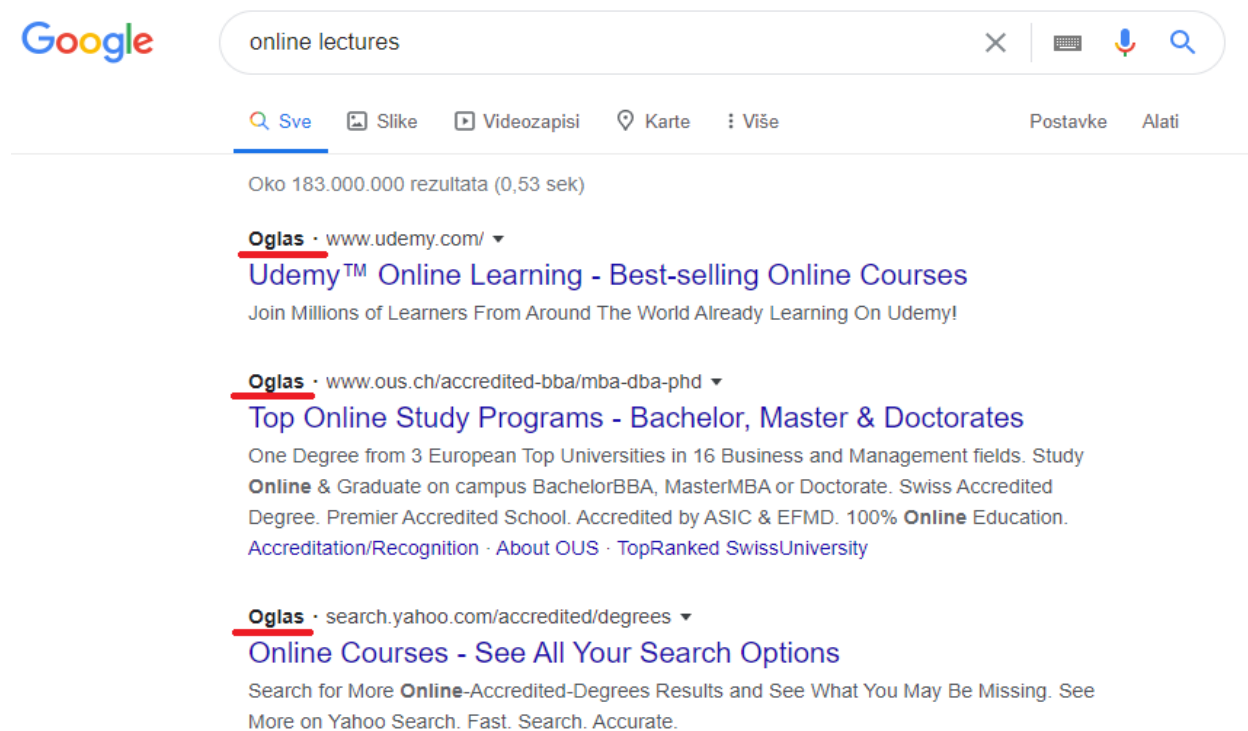 Google
online lectures
Sve Slike Videozapisi Karte Više Postavke Alati
Oko 183.000.000 rezultata (0,53 sek)
Oglas · www.udemy.com/
Udemy™ Online Learning - Best-selling Online Courses
Join Millions of Learners From Around The World Already Learning On Udemy!
Oglas · www.ous.ch/accredited-bba/mba-dba-phd
Top Online Study Programs - Bachelor, Master & Doctorates
One Degree from 3 European Top Universities in 16 Business and Management fields. Study
Online & Graduate on campus BachelorBBA, MasterMBA or Doctorate. Swiss Accredited
Degree. Premier Accredited School. Accredited by ASIC & EFMD. 100% Online Education.
Accreditation/Recognition · About OUS · TopRanked SwissUniversity
Oglas · search.yahoo.com/accredited/degrees
Online Courses - See All Your Search Options
Search for More Online-Accredited-Degrees Results and See What You May Be Missing. See
More on Yahoo Search. Fast. Search. Accurate.